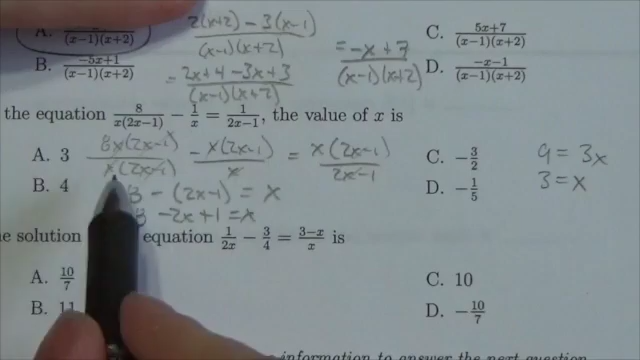 A.
(x−1)(x+2)
2(x+2) − 3(x−1)
(x−1)(x+2)
= −x + 7
(x−1)(x+2)
C. 5x+7
(x−1)(x+2)
B. −5x+1
(x−1)(x+2)
= 2x+4 −3x+3
(x−1)(x+2)
D. −x−1
(x−1)(x+2)
the equation 8/x(2x−1) − 1/x = 1/2x−1, the value of x is
A. 3
8x(2x−1)/x(2x−1) − x(2x−1)/x = x(2x−1)/2x−1
C. −3/2
9 = 3x
B. 4
8 − (2x−1) = x
D. −1/5
3 = x
8 −2x+1 = x
solution
equation 1/2x − 3/4 = 3−x/x is
A. 10/7
C. 10
B. 11
D. −10/7
information to answer the next question